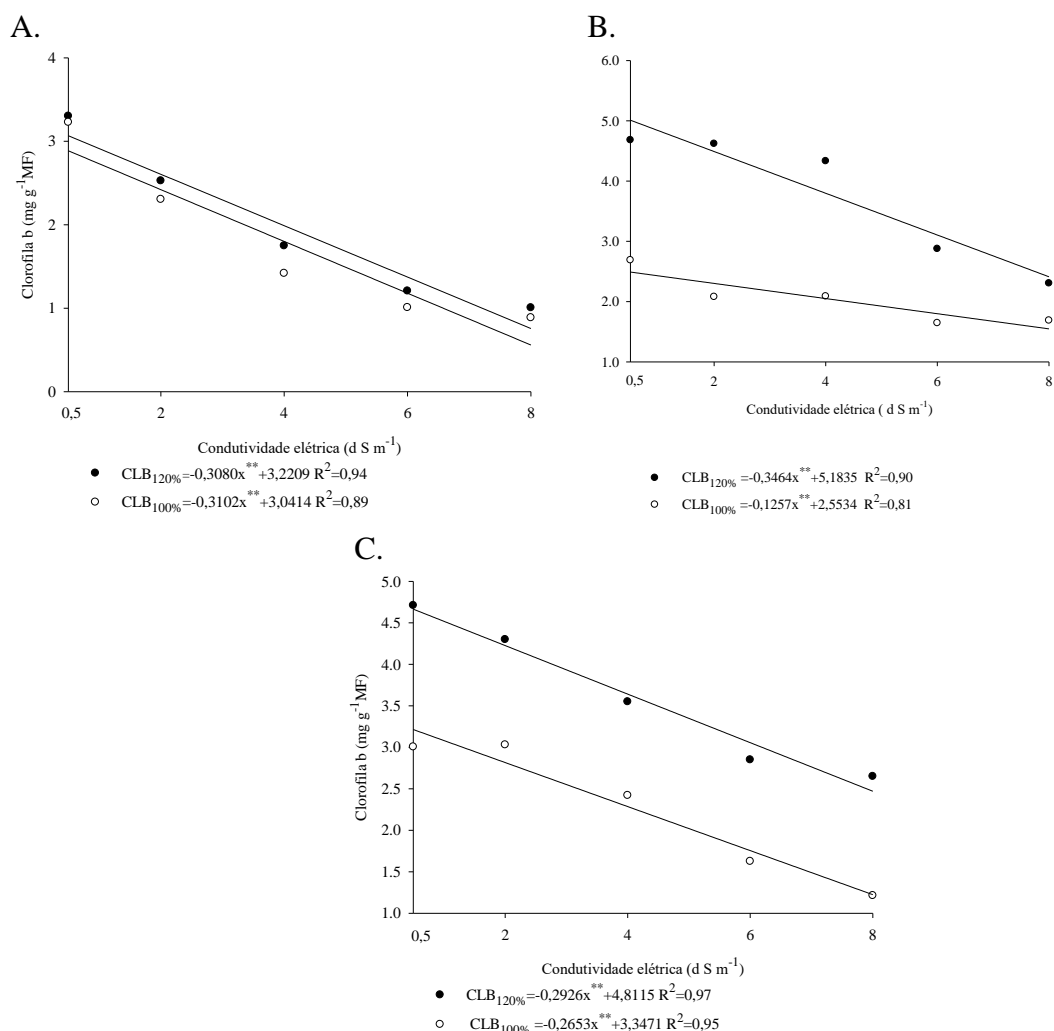 A.
4
3
2
1
0
Clorofila b (mg g⁻¹MF)
0,5 2 4 6 8
Condutividade elétrica (d S m⁻¹)
● CLB120%=-0,3080x**+3,2209 R²=0,94
○ CLB100%=-0,3102x**+3,0414 R²=0,89
B.
6.0
5.0
4.0
3.0
2.0
1.0
0,5 2 4 6 8
Condutividade elétrica ( d S m⁻¹)
● CLB120% =-0,3464x**+5,1835 R²=0,90
○ CLB100% =-0,1257x**+2,5534 R²=0,81
C.
5.0
4.5
4.0
3.5
3.0
2.5
2.0
1.5
1.0
Clorofila b (mg g⁻¹MF)
0,5 2 4 6 8
Condutividade elétrica (d S m⁻¹)
● CLB120%=-0,2926x**+4,8115 R²=0,97
○ CLB100%=-0,2653x**+3,3471 R²=0,95